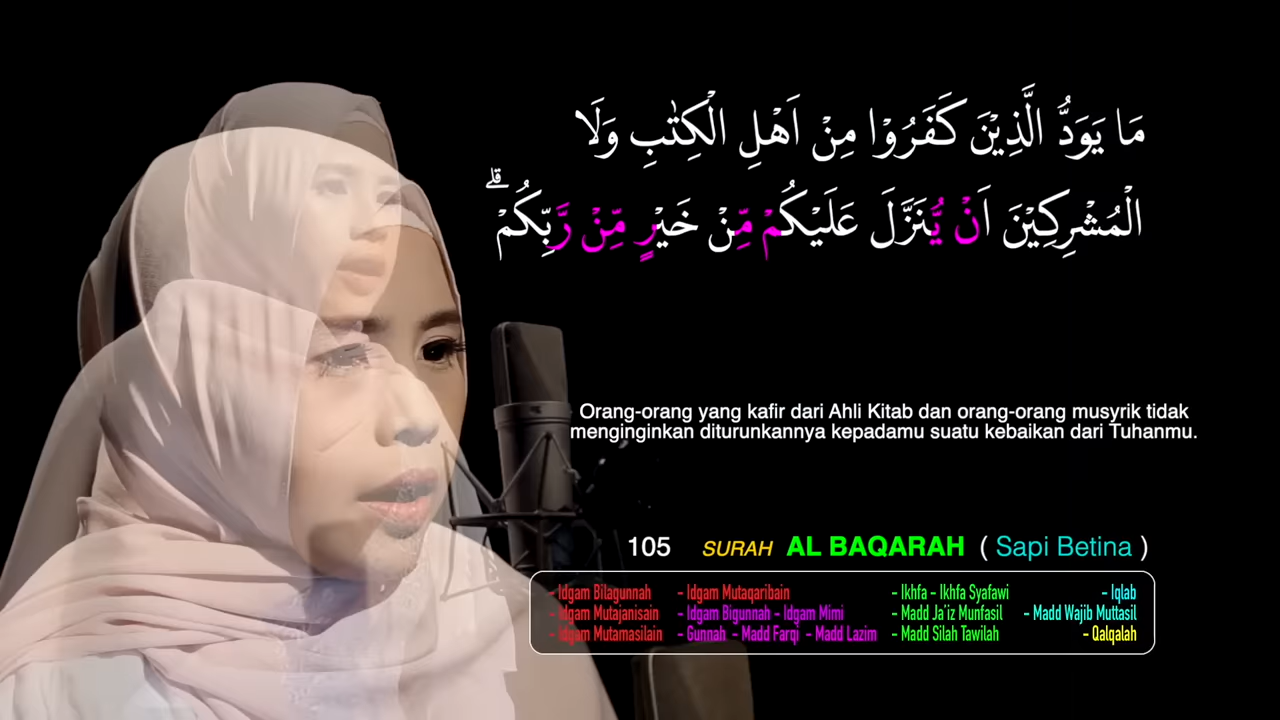 مَا يَوَدُّ الَّذِيْنَ كَفَرُوْا مِنْ اَهْلِ الْكِتٰبِ وَلَا
الْمُشْرِكِيْنَ اَنْ يُّنَزَّلَ عَلَيْكُمْ مِّنْ خَيْرٍ مِّنْ رَّبِّكُمْ ۗ
Orang-orang yang kafir dari Ahli Kitab dan orang-orang musyrik tidak
menginginkan diturunkannya kepadamu suatu kebaikan dari Tuhanmu.
105 SURAH AL BAQARAH ( Sapi Betina )
- Idgam Bilagunnah - Idgam Mutaqaribain - Ikhfa - Ikhfa Syafawi - Iqlab
- Idgam Mutajanisain - Idgam Bigunnah - Idgam Mimi - Madd Ja'iz Munfasil - Madd Wajib Muttasil
- Idgam Mutamasilain - Gunnah - Madd Farqi - Madd Lazim - Madd Silah Tawilah - Qalqalah